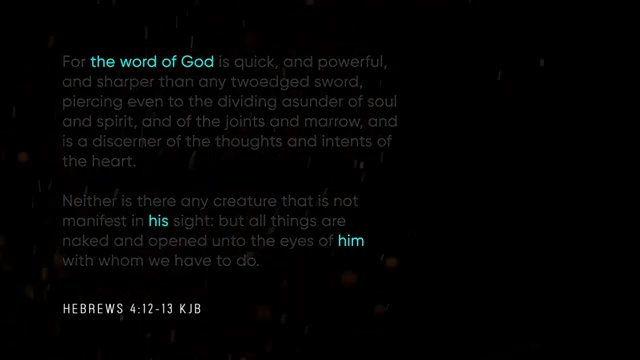 For the word of God is quick, and powerful,
and sharper than any twoedged sword,
piercing even to the dividing asunder of soul
and spirit, and of the joints and marrow, and
is a discerner of the thoughts and intents of
the heart.
Neither is there any creature that is not
manifest in his sight: but all things are
naked and opened unto the eyes of him
with whom we have to do.
HEBREWS 4:12-13 KJB